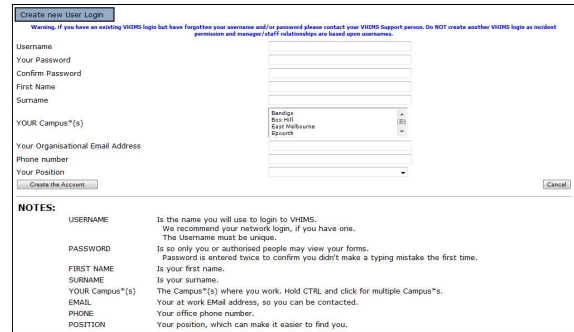 Create new User Login
Warning, if you have an existing VHIMS login but have forgotten your username and/or password please contact your VHIMS Support person. Do NOT create another VHIMS login as incident
permission and manager/staff relationships are based upon usernames.
Username
Your Password
Confirm Password
First Name
Surname
YOUR Campus*(s)
Bendigo
Box Hill
East Melbourne
Epworth
Your Organisational Email Address
Phone number
Your Position
Create the Account
Cancel
NOTES:
USERNAME Is the name you will use to login to VHIMS.
We recommend your network login, if you have one.
The Username must be unique.
PASSWORD Is so only you or authorised people may view your forms.
Password is entered twice to confirm you didn't make a typing mistake the first time.
FIRST NAME Is your first name.
SURNAME Is your surname.
YOUR Campus*(s) The Campus*(s) where you work. Hold CTRL and click for multiple Campus*s.
EMAIL Your at work EMail address, so you can be contacted.
PHONE Your office phone number.
POSITION Your position, which can make it easier to find you.